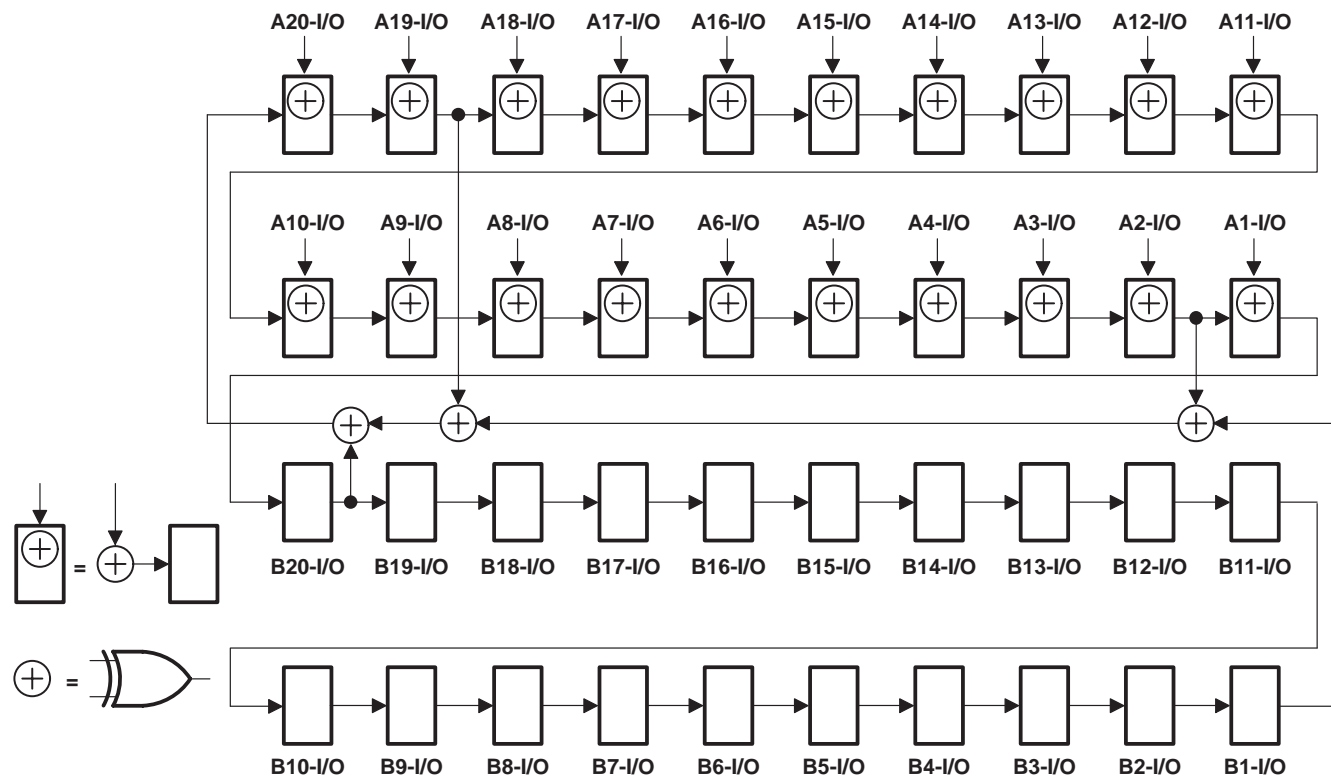 A20-I/O A19-I/O A18-I/O A17-I/O A16-I/O A15-I/O A14-I/O A13-I/O A12-I/O A11-I/O
A10-I/O A9-I/O A8-I/O A7-I/O A6-I/O A5-I/O A4-I/O A3-I/O A2-I/O A1-I/O
=
B20-I/O B19-I/O B18-I/O B17-I/O B16-I/O B15-I/O B14-I/O B13-I/O B12-I/O B11-I/O
=
B10-I/O B9-I/O B8-I/O B7-I/O B6-I/O B5-I/O B4-I/O B3-I/O B2-I/O B1-I/O